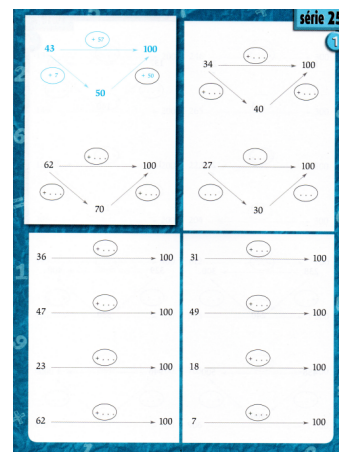 série 25
1
+ 57
43 100
+ 7 + 50
50
+ . . .
34 100
+ . . . + . . .
40
+ . . .
62 100
+ . . . + . . .
70
. . .
27 100
. . . . . .
30
+ . . .
36 100
+ . . .
47 100
+ . . .
23 100
+ . . .
62 100
+ . . .
31 100
+ . . .
49 100
+ . . .
18 100
+ . . .
7 100